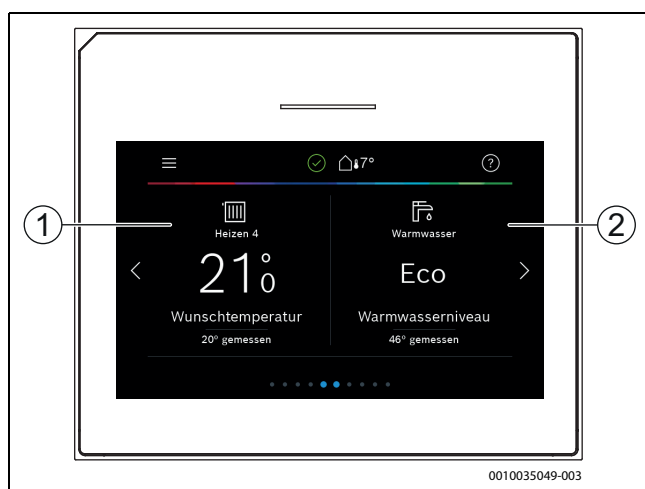 7°
?
1
2
Heizen 4
Warmwasser
21°0
Eco
Wunschtemperatur
Warmwasserniveau
20° gemessen
46° gemessen
0010035049-003